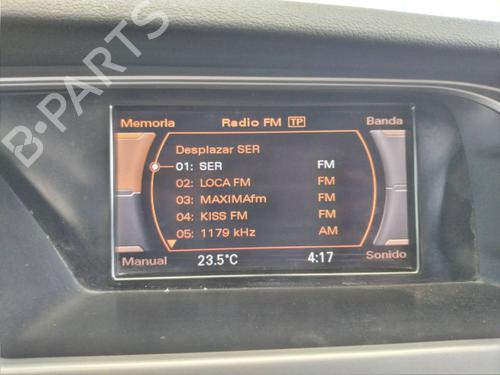 Memoria Radio FM TP Banda
Desplazar SER
01: SER FM
02: LOCA FM FM
03: MAXIMAfm FM
04: KISS FM FM
05: 1179 kHz AM
Manual 23.5°C 4:17 Sonido
B-PARTS